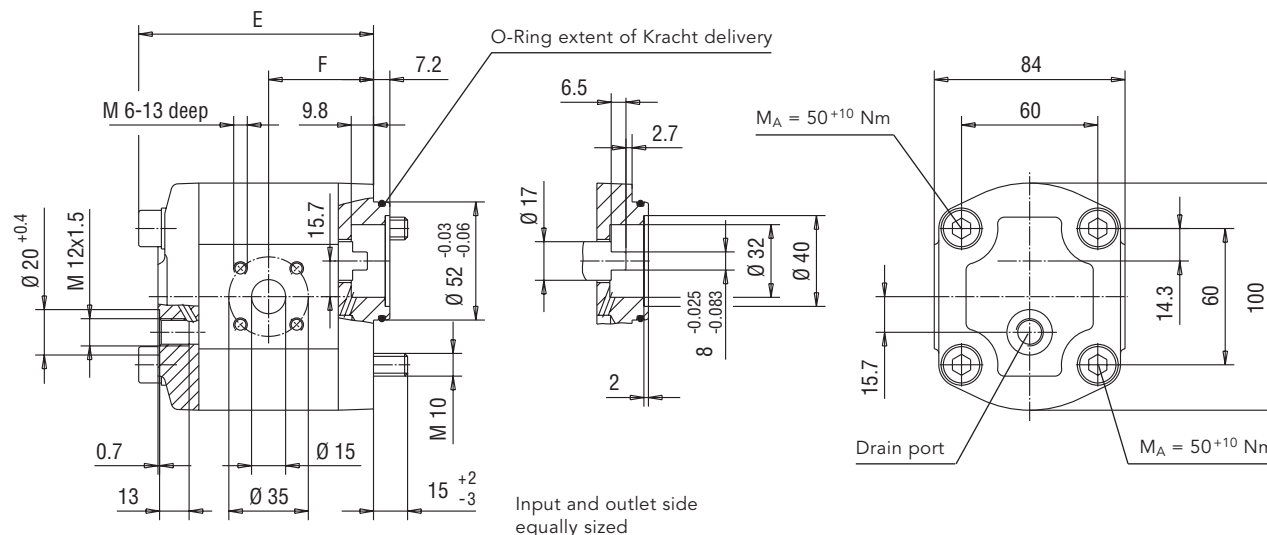 E
O-Ring extent of Kracht delivery
F
7.2
M 6-13 deep
9.8
15.7
Ø 20 +0.4
M 12x1.5
Ø 52 -0.03 -0.06
M 10
0.7
Ø 15
13
Ø 35
15 +2 -3
6.5
2.7
Ø 17
Ø 32
Ø 40
8 -0.025 -0.083
2
Input and outlet side
equally sized
84
MA = 50+10 Nm
60
14.3
60
100
15.7
Drain port
MA = 50+10 Nm